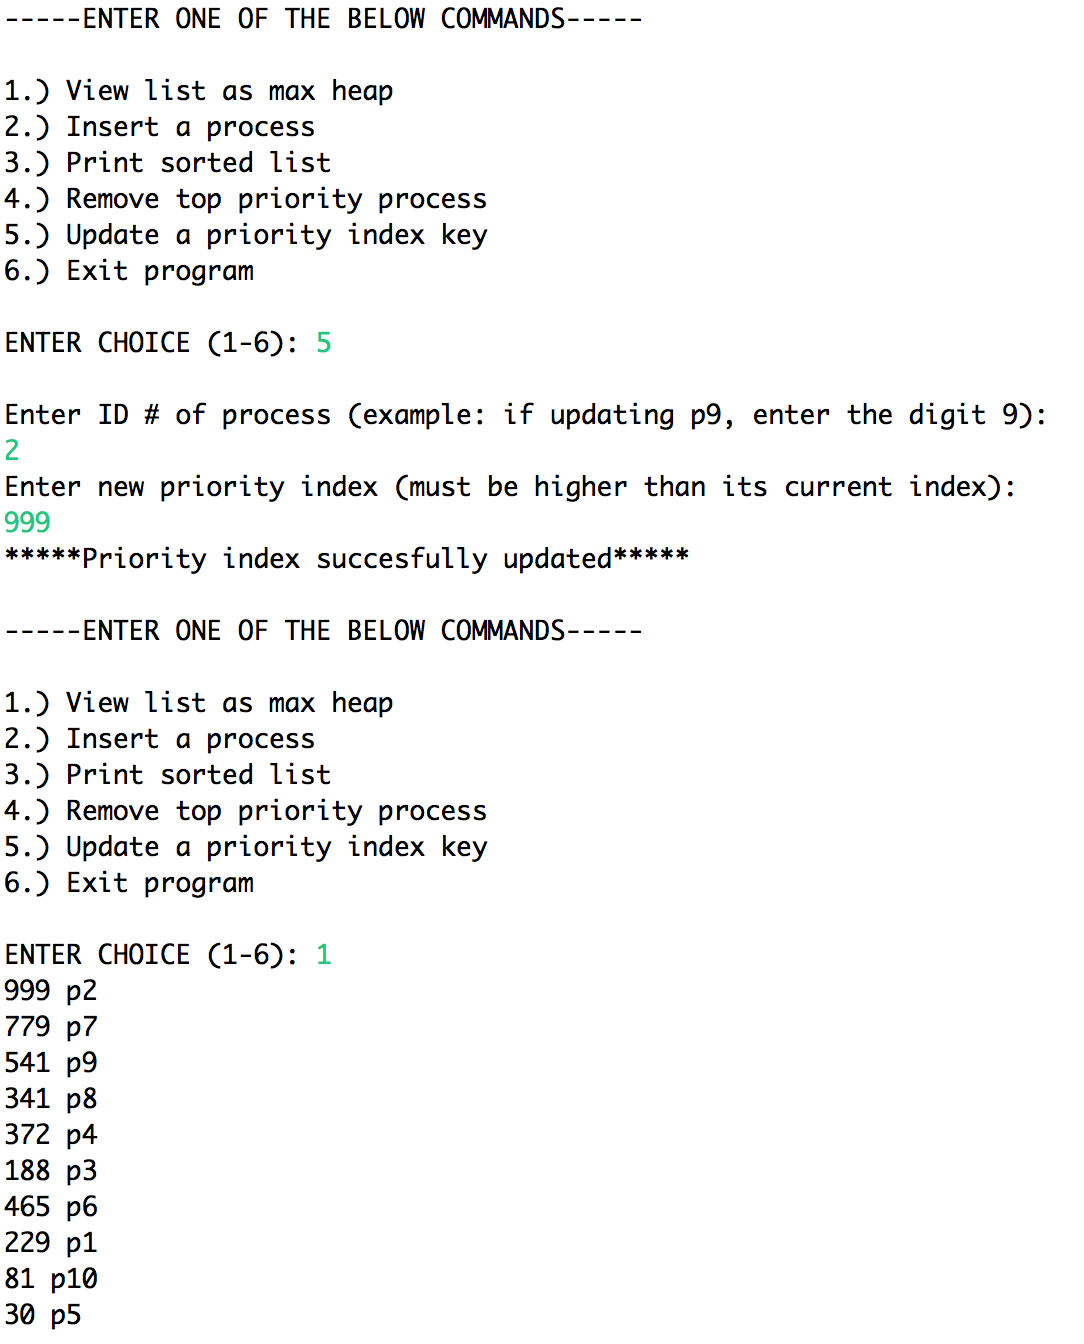 -----ENTER ONE OF THE BELOW COMMANDS-----
1.) View list as max heap
2.) Insert a process
3.) Print sorted list
4.) Remove top priority process
5.) Update a priority index key
6.) Exit program
ENTER CHOICE (1-6): 5
Enter ID # of process (example: if updating p9, enter the digit 9):
2
Enter new priority index (must be higher than its current index):
999
*****Priority index succesfully updated*****
-----ENTER ONE OF THE BELOW COMMANDS-----
1.) View list as max heap
2.) Insert a process
3.) Print sorted list
4.) Remove top priority process
5.) Update a priority index key
6.) Exit program
ENTER CHOICE (1-6): 1
999 p2
779 p7
541 p9
341 p8
372 p4
188 p3
465 p6
229 p1
81 p10
30 p5